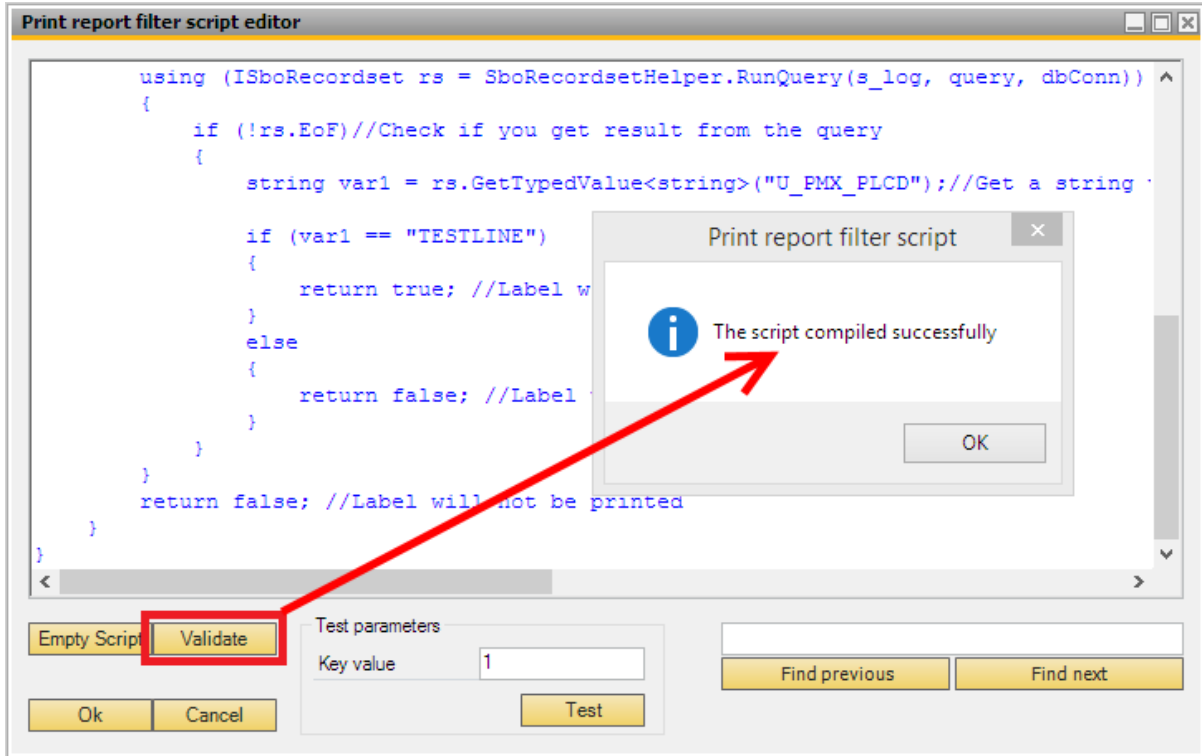 Print report filter script editor
using (ISboRecordset rs = SboRecordsetHelper.RunQuery(s_log, query, dbConn))
{
if (!rs.EoF)//Check if you get result from the query
{
string var1 = rs.GetTypedValue<string>("U_PMX_PLCD");//Get a string
if (var1 == "TESTLINE")
{
return true; //Label w
}
else
{
return false; //Label
}
}
}
return false; //Label will not be printed
}
}
Print report filter script
The script compiled successfully
OK
Empty Script
Validate
Test parameters
Key value
1
Test
Find previous
Find next
Ok
Cancel